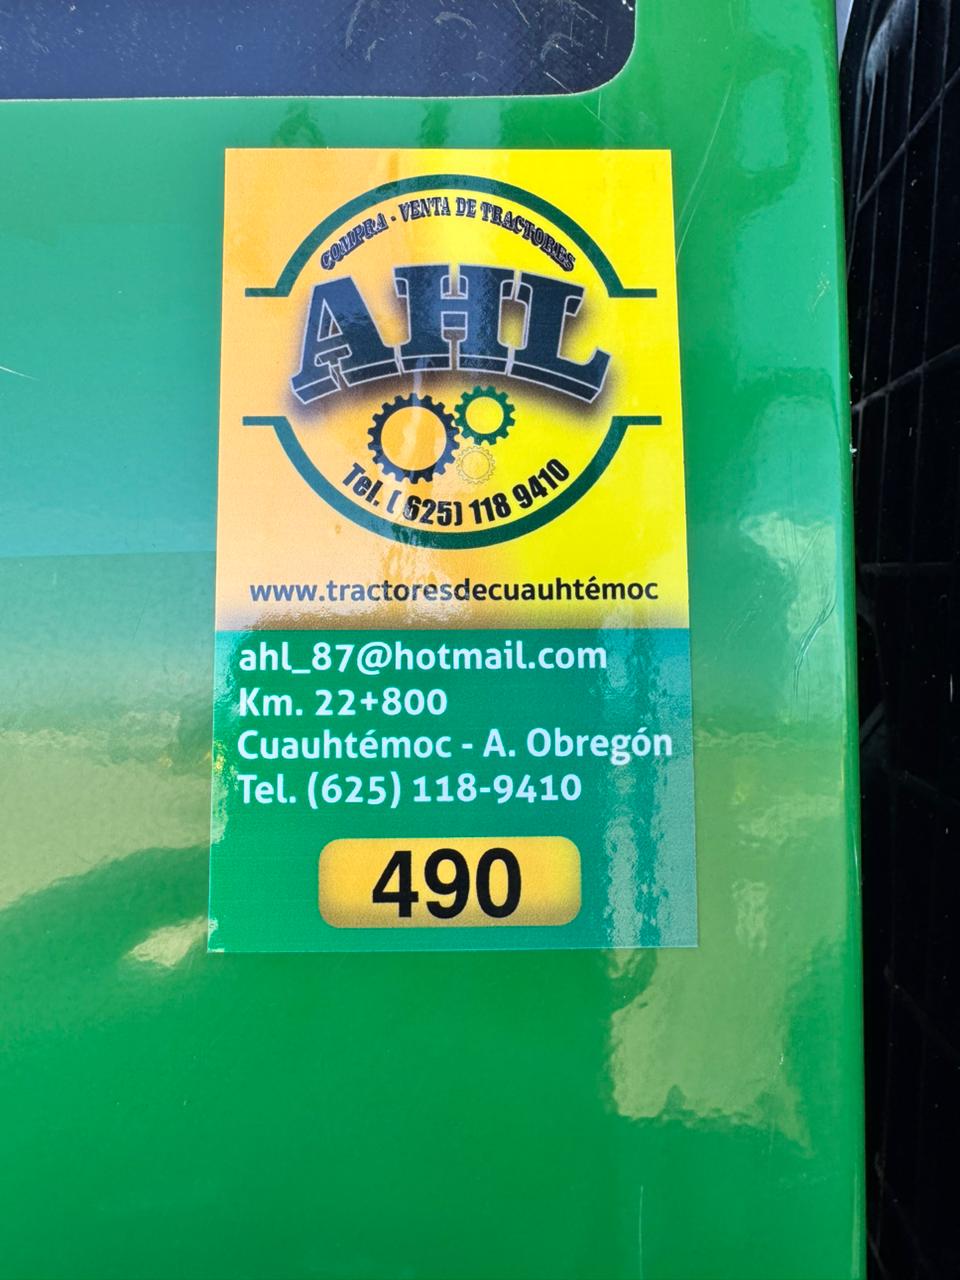 COMPRA - VENTA DE TRACTORES
AHL
Tel. ( 625) 118 9410
www.tractoresdecuauhtémoc
ahl_87@hotmail.com
Km. 22+800
Cuauhtémoc - A. Obregón
Tel. (625) 118-9410
490